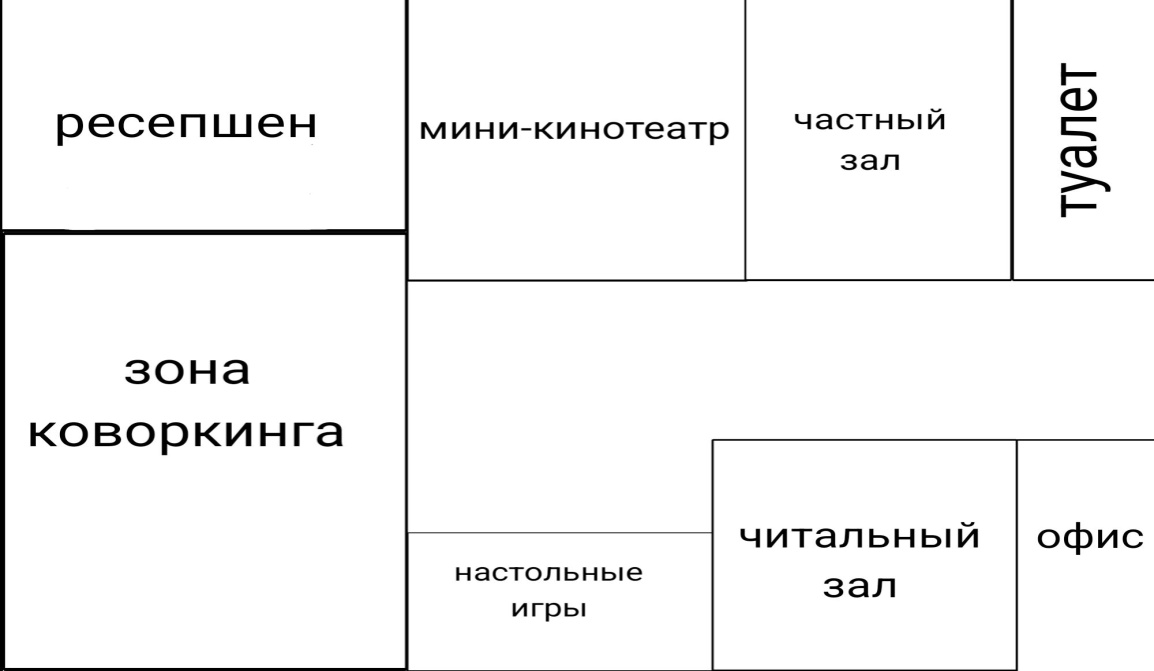 ресепшен
мини-кинотеатр
частный
зал
туалет
зона
коворкинга
настольные
игры
читальный
зал
офис